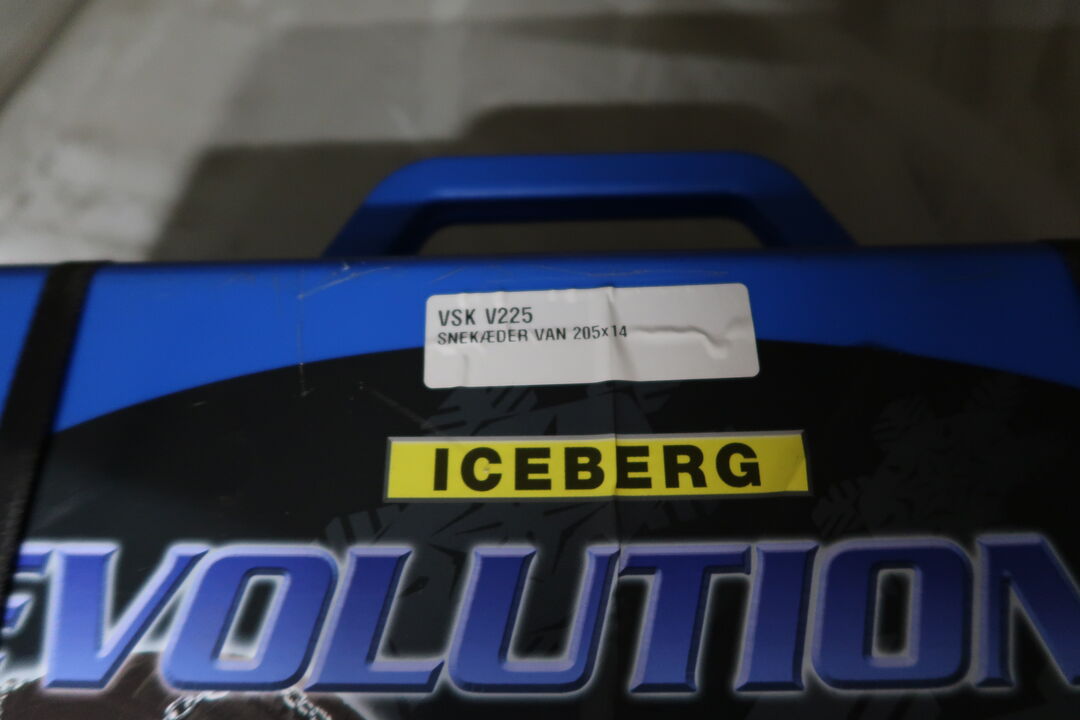 VSK V225
SNEKÆDER VAN 205x14
ICEBERG
EVOLUTION